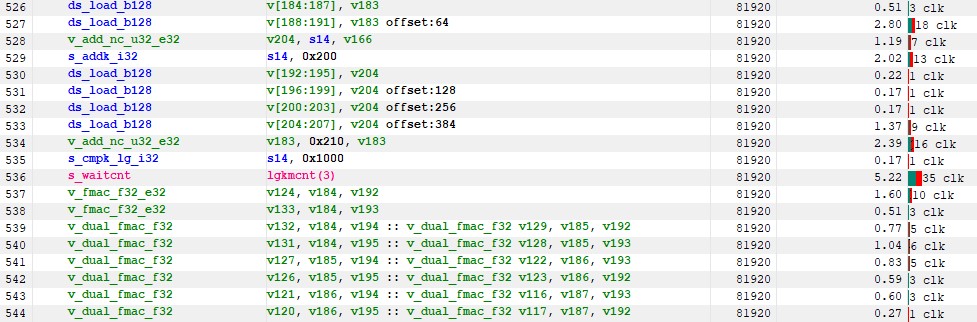 526 ds_load_b128 v[184:187], v183 81920 0.51 3 clk
527 ds_load_b128 v[188:191], v183 offset:64 81920 2.80 18 clk
528 v_add_nc_u32_e32 v204, s14, v166 81920 1.19 7 clk
529 s_addk_i32 s14, 0x200 81920 2.02 13 clk
530 ds_load_b128 v[192:195], v204 81920 0.22 1 clk
531 ds_load_b128 v[196:199], v204 offset:128 81920 0.17 1 clk
532 ds_load_b128 v[200:203], v204 offset:256 81920 0.17 1 clk
533 ds_load_b128 v[204:207], v204 offset:384 81920 1.37 9 clk
534 v_add_nc_u32_e32 v183, 0x210, v183 81920 2.39 16 clk
535 s_cmpk_lg_i32 s14, 0x1000 81920 0.17 1 clk
536 s_waitcnt lgkmcnt(3) 81920 5.22 35 clk
537 v_fmac_f32_e32 v124, v184, v192 81920 1.60 10 clk
538 v_fmac_f32_e32 v133, v184, v193 81920 0.51 3 clk
539 v_dual_fmac_f32 v132, v184, v194 :: v_dual_fmac_f32 v129, v185, v192 81920 0.77 5 clk
540 v_dual_fmac_f32 v131, v184, v195 :: v_dual_fmac_f32 v128, v185, v193 81920 1.04 6 clk
541 v_dual_fmac_f32 v127, v185, v194 :: v_dual_fmac_f32 v122, v186, v193 81920 0.83 5 clk
542 v_dual_fmac_f32 v126, v185, v195 :: v_dual_fmac_f32 v123, v186, v192 81920 0.59 3 clk
543 v_dual_fmac_f32 v121, v186, v194 :: v_dual_fmac_f32 v116, v187, v193 81920 0.60 3 clk
544 v_dual_fmac_f32 v120, v186, v195 :: v_dual_fmac_f32 v117, v187, v192 81920 0.27 1 clk